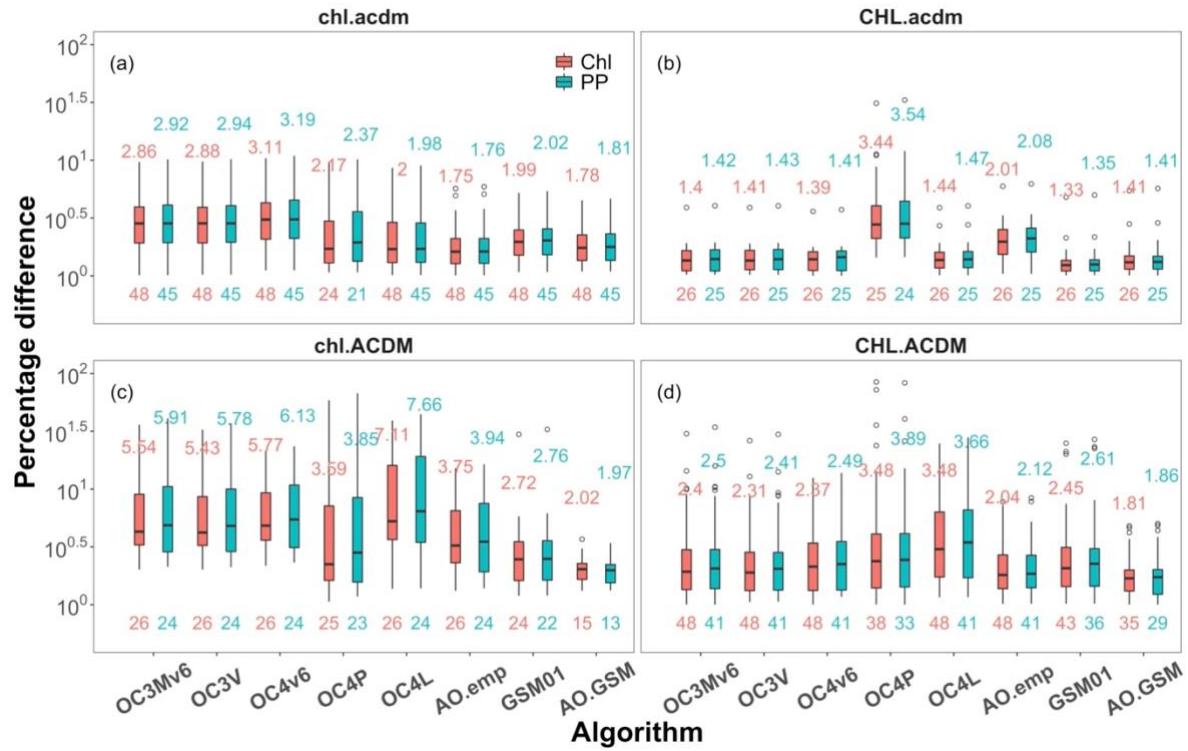 chl.acdm
CHL.acdm
Percentage difference
10^2
10^1.5
10^1
10^0.5
10^0
(a)
Chl
PP
2.86 2.92 2.88 2.94 3.11 3.19 2.17 2.37 2 1.98 1.75 1.76 1.99 2.02 1.78 1.81
48 45 48 45 48 45 24 21 48 45 48 45 48 45 48 45
(b)
1.4 1.42 1.41 1.43 1.39 1.41 3.44 3.54 1.44 1.47 2.01 2.08 1.33 1.35 1.41 1.41
26 25 26 25 26 25 25 24 26 25 26 25 26 25 26 25
chl.ACDM
CHL.ACDM
10^2
10^1.5
10^1
10^0.5
10^0
(c)
5.54 5.91 5.43 5.78 5.77 6.13 3.59 3.85 7.11 7.66 3.75 3.94 2.72 2.76 2.02 1.97
26 24 26 24 26 24 25 23 26 24 26 24 24 22 15 13
(d)
2.4 2.5 2.31 2.41 2.37 2.49 3.48 3.89 3.48 3.66 2.04 2.12 2.45 2.61 1.81 1.86
48 41 48 41 48 41 38 33 48 41 48 41 43 36 35 29
OC3Mv6 OC3V OC4v6 OC4P OC4L AO.emp GSM01 AO.GSM
OC3Mv6 OC3V OC4v6 OC4P OC4L AO.emp GSM01 AO.GSM
Algorithm